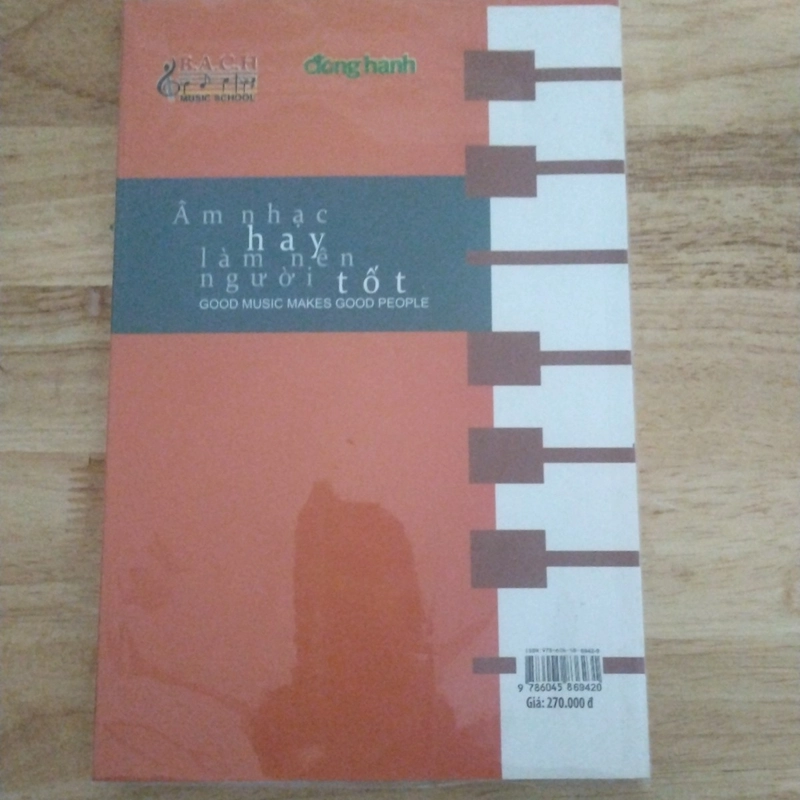 B.A.C.H
MUSIC SCHOOL
đồng hành
Âm nhạc
hay
làm nên
người tốt
GOOD MUSIC MAKES GOOD PEOPLE
9 786045 869420
Giá: 270.000 đ